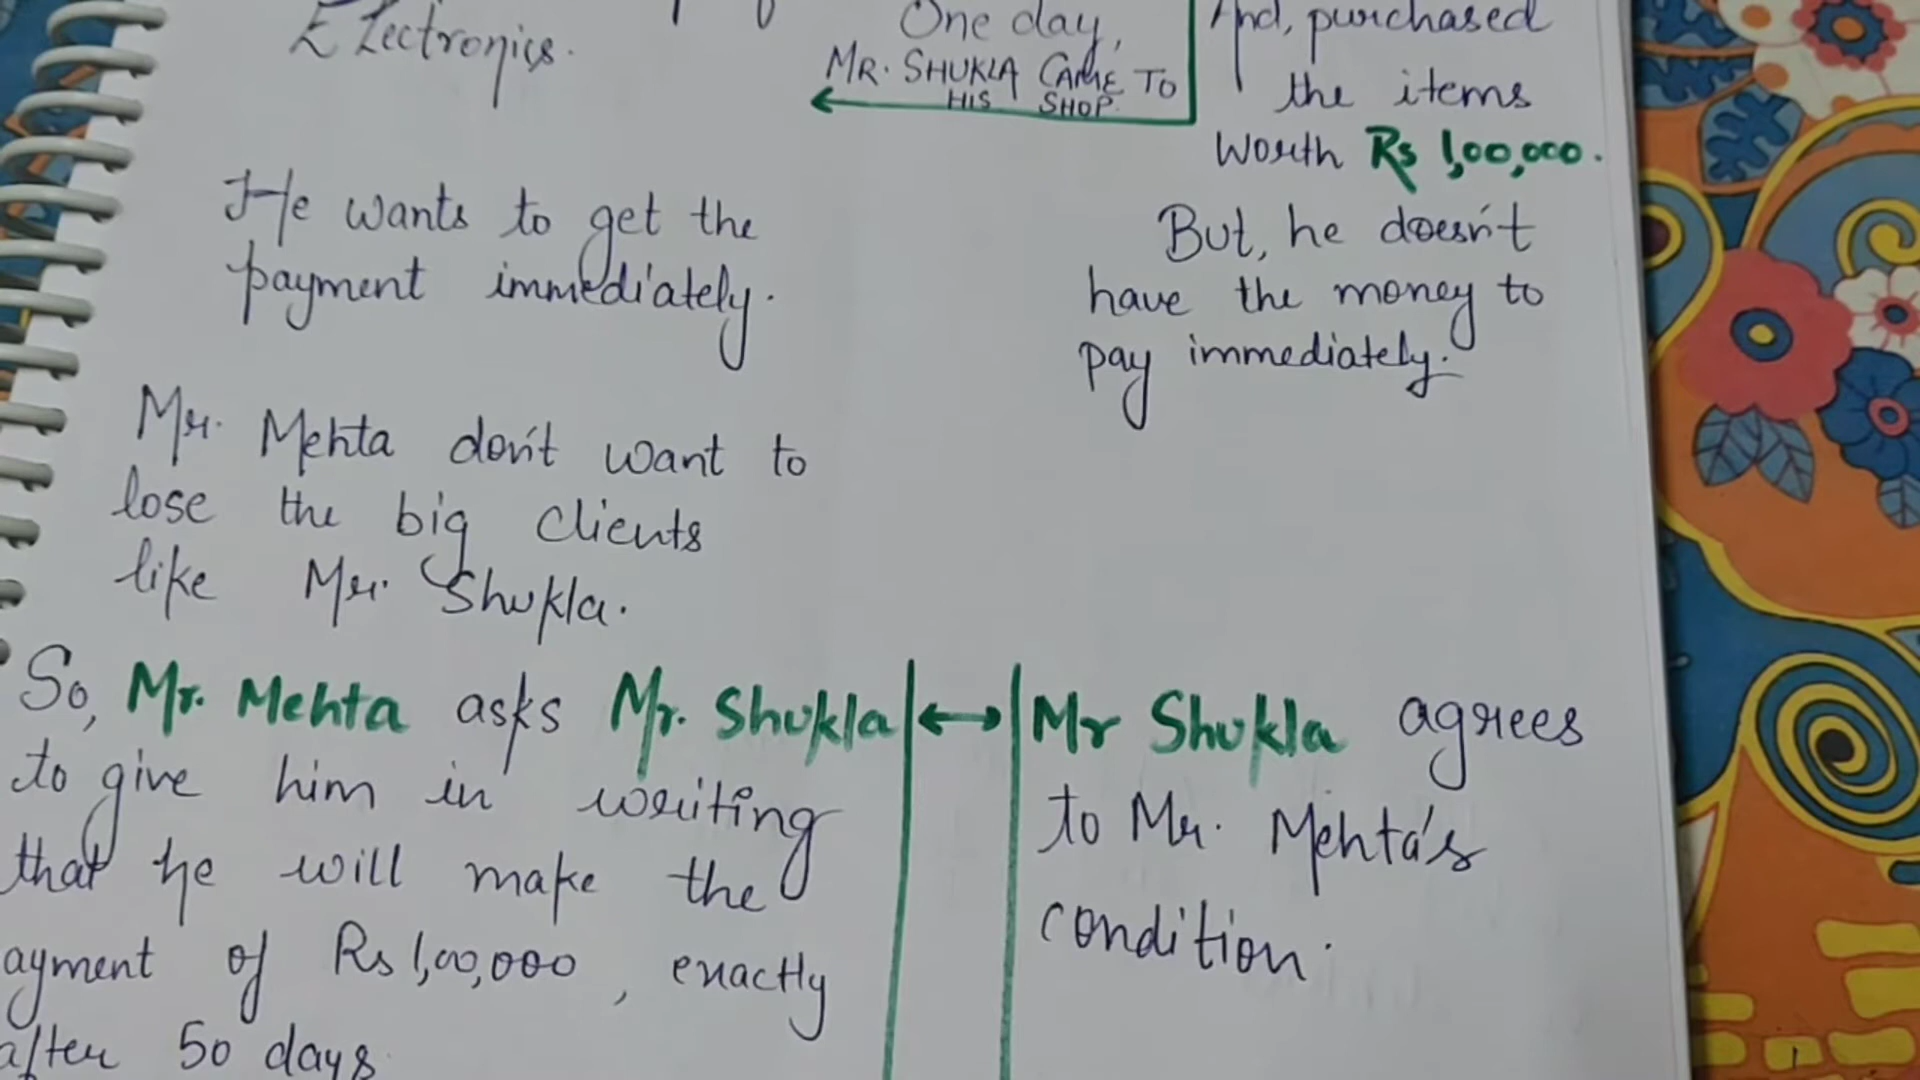 Electronics.
One day,
MR. SHUKLA CAME TO
HIS SHOP.
And, purchased
the items
worth Rs 1,00,000.
He wants to get the
payment immediately.
But, he doesn't
have the money to
pay immediately.
Mr. Mehta don't want to
lose the big clients
like Mr. Shukla.
So, Mr. Mehta asks Mr. Shukla
to give him in writing
that he will make the
ayment of Rs 1,00,000, exactly
after 50 days
Mr Shukla agrees
to Mr. Mehta's
condition.